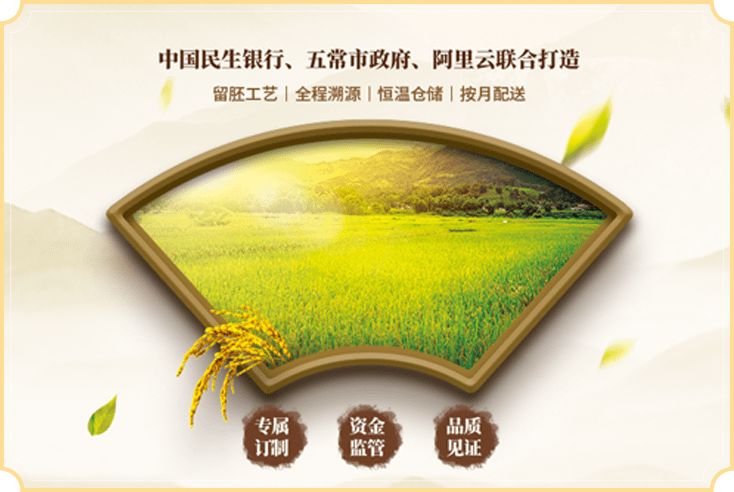 中国民生银行、五常市政府、阿里云联合打造
留胚工艺｜全程溯源｜恒温仓储｜按月配送
专属
订制
资金
监管
品质
见证